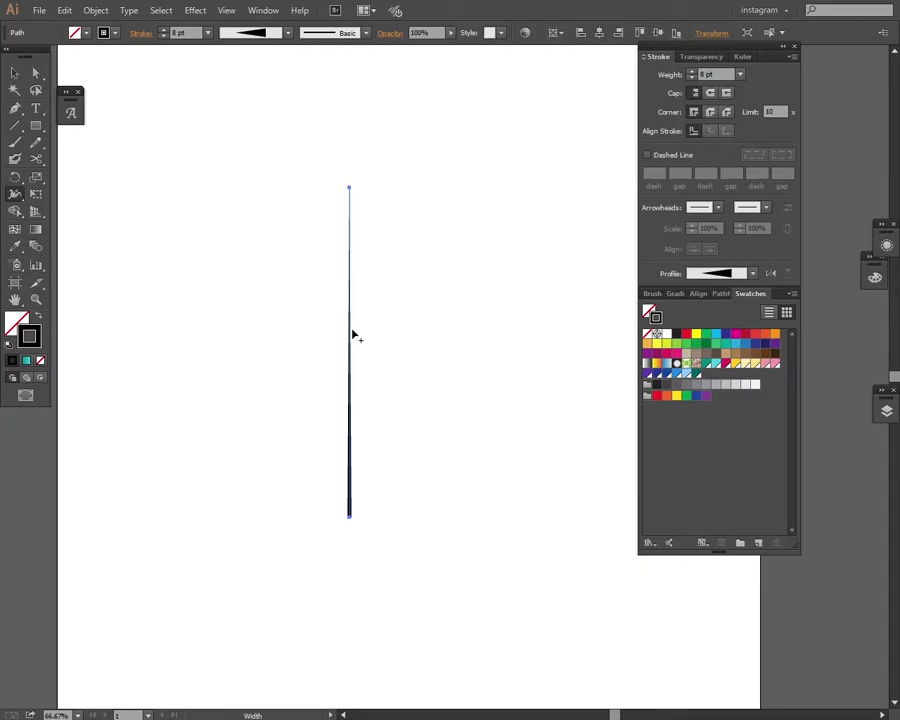 Ai File Edit Object Type Select Effect View Window Help Br instagram
Path Stroke: 8 pt Basic Opacity: 100% Style: Transform
Stroke Transparency Kuler
Weight: 8 pt
Cap:
Corner: Limit: 10 x
Align Stroke:
Dashed Line
dash gap dash gap dash gap
Arrowheads:
Scale: 100% 100%
Align:
Profile:
Brush Gradi Align Pathf Swatches
66.67% 1 Width